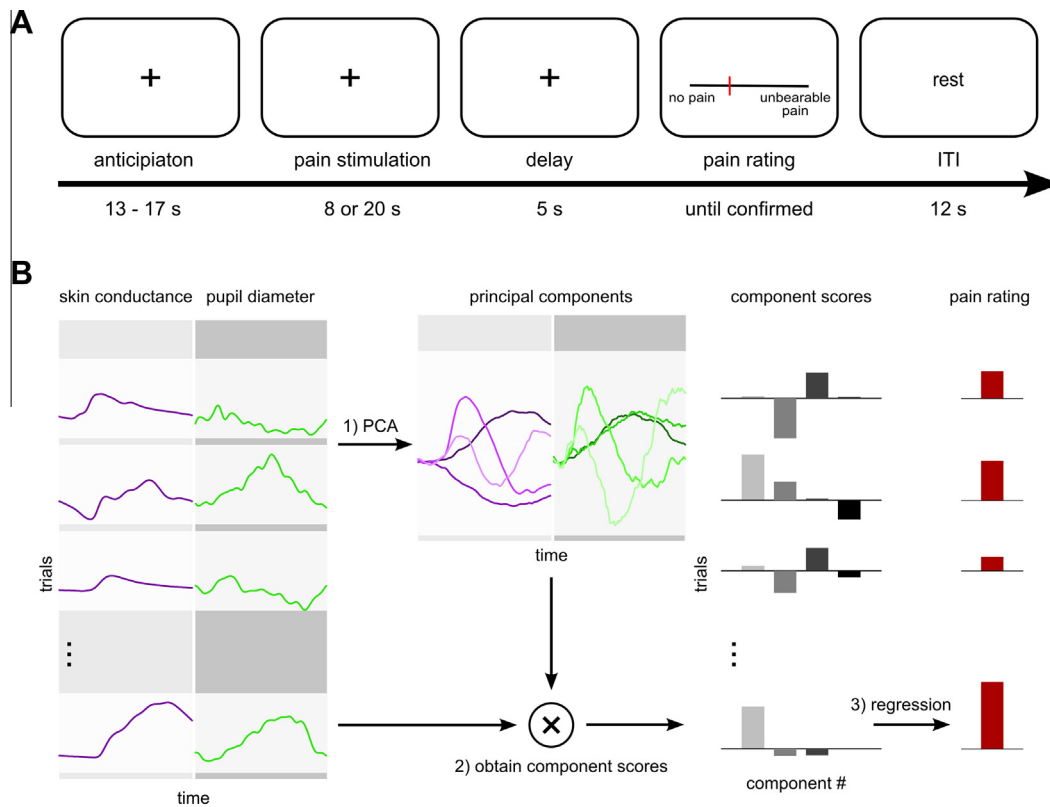 A
+
+
+
no pain
unbearable
pain
rest
anticipiaton
pain stimulation
delay
pain rating
ITI
13 - 17 s
8 or 20 s
5 s
until confirmed
12 s
B
skin conductance
pupil diameter
principal components
component scores
pain rating
1) PCA
trials
time
trials
2) obtain component scores
3) regression
component #
time